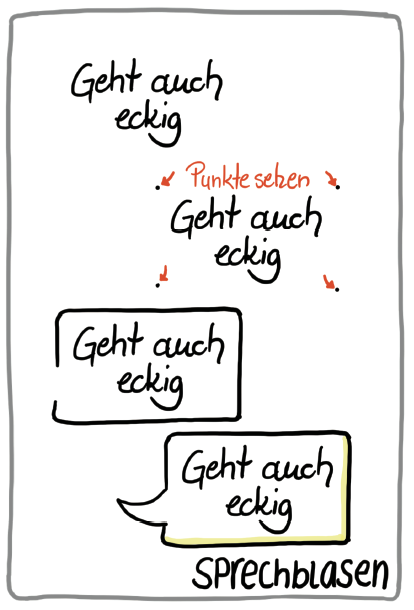 Geht auch
eckig
Punkte setzen
Geht auch
eckig
Geht auch
eckig
Geht auch
eckig
SPRECHBLASEN